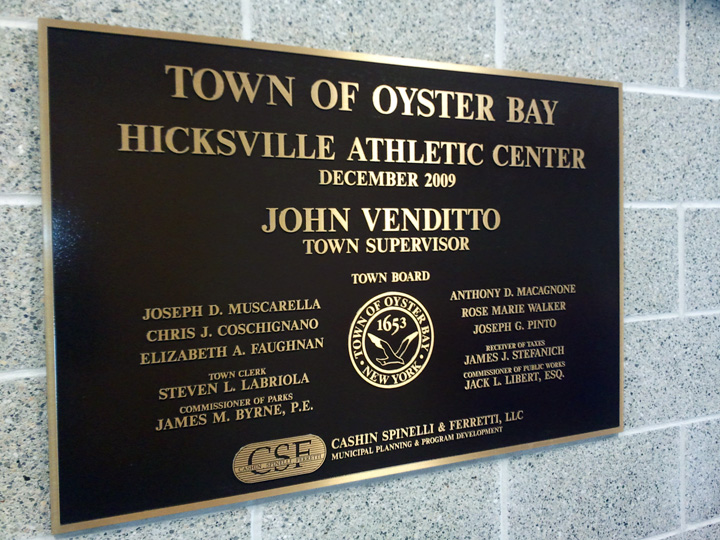 TOWN OF OYSTER BAY
HICKSVILLE ATHLETIC CENTER
DECEMBER 2009
JOHN VENDITTO
TOWN SUPERVISOR
TOWN BOARD
JOSEPH D. MUSCARELLA
CHRIS J. COSCHIGNANO
ELIZABETH A. FAUGHNAN
TOWN CLERK
STEVEN L. LABRIOLA
COMMISSIONER OF PARKS
JAMES M. BYRNE, P.E.
TOWN OF OYSTER BAY
1653
• NEW YORK •
ANTHONY D. MACAGNONE
ROSE MARIE WALKER
JOSEPH G. PINTO
RECEIVER OF TAXES
JAMES J. STEFANICH
COMMISSIONER OF PUBLIC WORKS
JACK L. LIBERT, ESQ.
CSF
CASHIN SPINELLI FERRETTI
CASHIN SPINELLI & FERRETTI, LLC
MUNICIPAL PLANNING & PROGRAM DEVELOPMENT